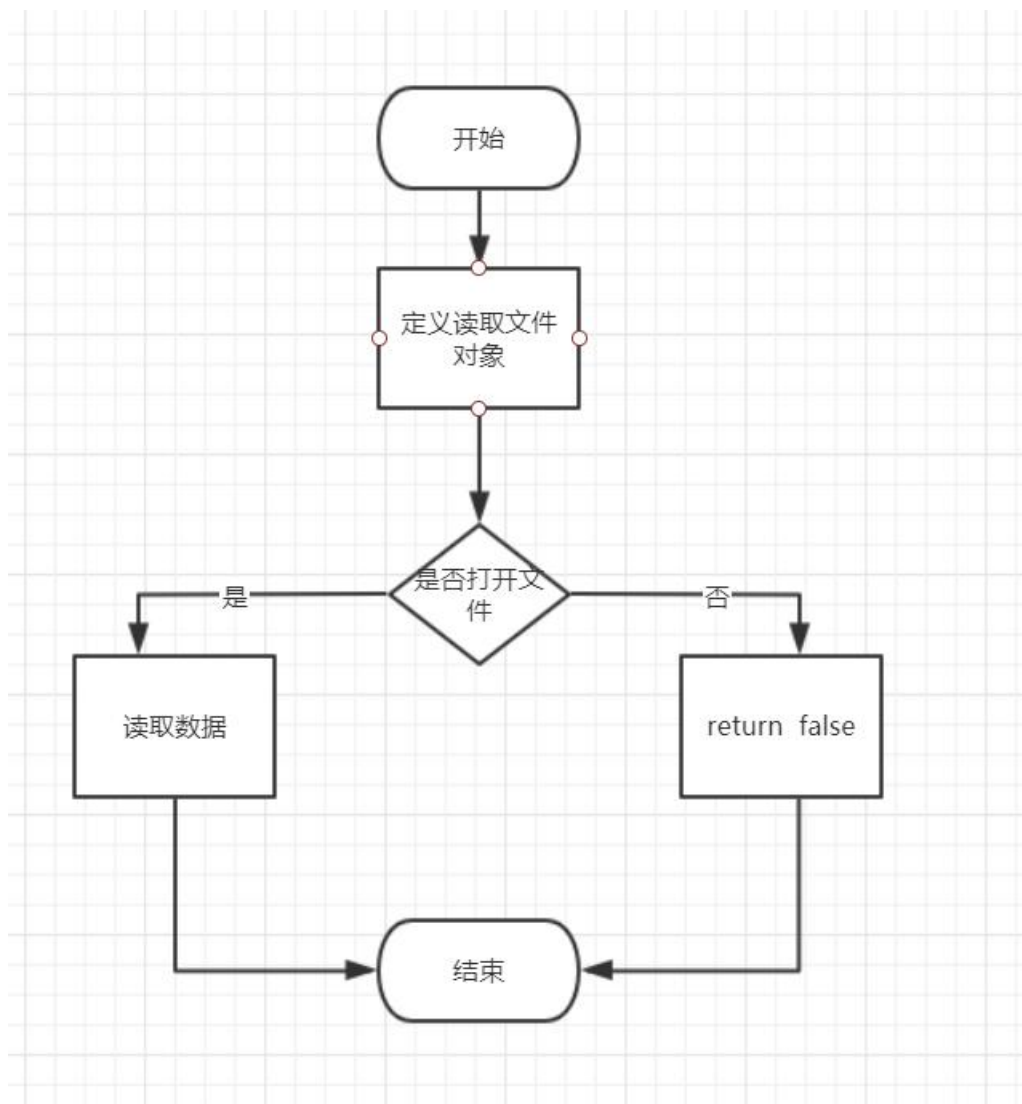 开始
定义读取文件
对象
是否打开文
件
是
否
读取数据
return false
结束